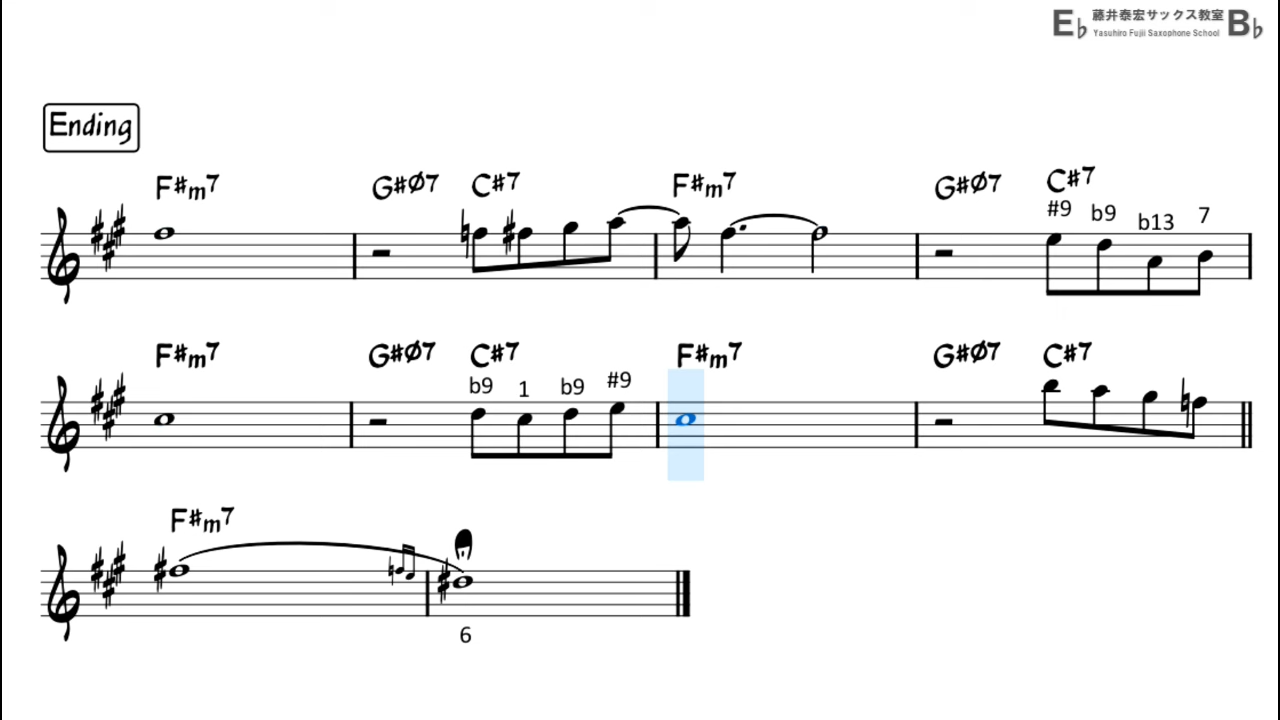 E♭ 藤井泰宏サックス教室 B♭
Yasuhiro Fujii Saxophone School
Ending
F#m7 G#Ø7 C#7 F#m7 G#Ø7 C#7
#9 b9 b13 7
F#m7 G#Ø7 C#7 F#m7 G#Ø7 C#7
b9 1 b9 #9
F#m7
6